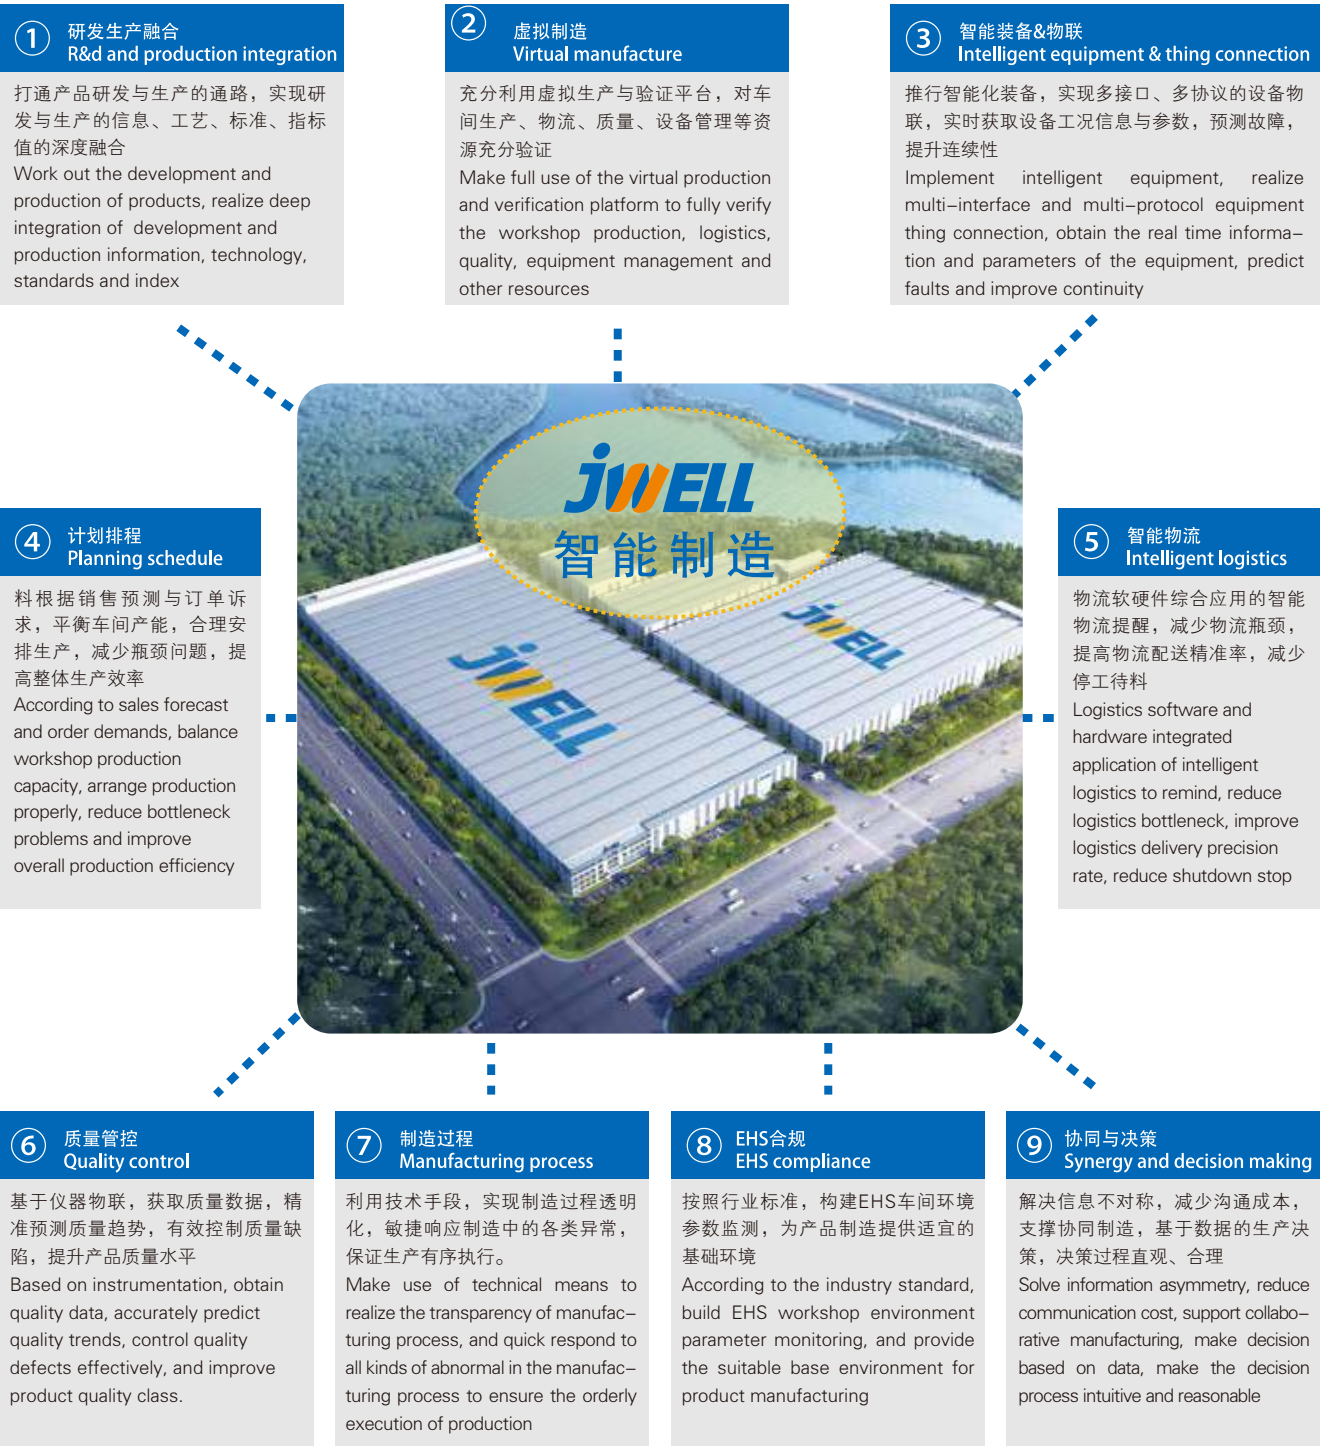 ①
研发生产融合
R&d and production integration
打通产品研发与生产的通路，实现研
发与生产的信息、工艺、标准、指标
值的深度融合
Work out the development and
production of products, realize deep
integration of development and
production information, technology,
standards and index
②
虚拟制造
Virtual manufacture
充分利用虚拟生产与验证平台，对车
间生产、物流、质量、设备管理等资
源充分验证
Make full use of the virtual production
and verification platform to fully verify
the workshop production, logistics,
quality, equipment management and
other resources
③
智能装备&物联
Intelligent equipment & thing connection
推行智能化装备，实现多接口、多协议的设备物
联，实时获取设备工况信息与参数，预测故障，
提升连续性
Implement intelligent equipment, realize
multi-interface and multi-protocol equipment
thing connection, obtain the real time informa-
tion and parameters of the equipment, predict
faults and improve continuity
JWELL
智能制造
JWELL
JWELL
④
计划排程
Planning schedule
料根据销售预测与订单诉
求，平衡车间产能，合理安
排生产，减少瓶颈问题，提
高整体生产效率
According to sales forecast
and order demands, balance
workshop production
capacity, arrange production
properly, reduce bottleneck
problems and improve
overall production efficiency
⑤
智能物流
Intelligent logistics
物流软硬件综合应用的智能
物流提醒，减少物流瓶颈，
提高物流配送精准率，减少
停工待料
Logistics software and
hardware integrated
application of intelligent
logistics to remind, reduce
logistics bottleneck, improve
logistics delivery precision
rate, reduce shutdown stop
⑥
质量管控
Quality control
基于仪器物联，获取质量数据，精
准预测质量趋势，有效控制质量缺
陷，提升产品质量水平
Based on instrumentation, obtain
quality data, accurately predict
quality trends, control quality
defects effectively, and improve
product quality class.
⑦
制造过程
Manufacturing process
利用技术手段，实现制造过程透明
化，敏捷响应制造中的各类异常，
保证生产有序执行。
Make use of technical means to
realize the transparency of manufac-
turing process, and quick respond to
all kinds of abnormal in the manufac-
turing process to ensure the orderly
execution of production
⑧
EHS合规
EHS compliance
按照行业标准，构建EHS车间环境
参数监测，为产品制造提供适宜的
基础环境
According to the industry standard,
build EHS workshop environment
parameter monitoring, and provide
the suitable base environment for
product manufacturing
⑨
协同与决策
Synergy and decision making
解决信息不对称，减少沟通成本，
支撑协同制造，基于数据的生产决
策，决策过程直观、合理
Solve information asymmetry, reduce
communication cost, support collabo-
rative manufacturing, make decision
based on data, make the decision
process intuitive and reasonable